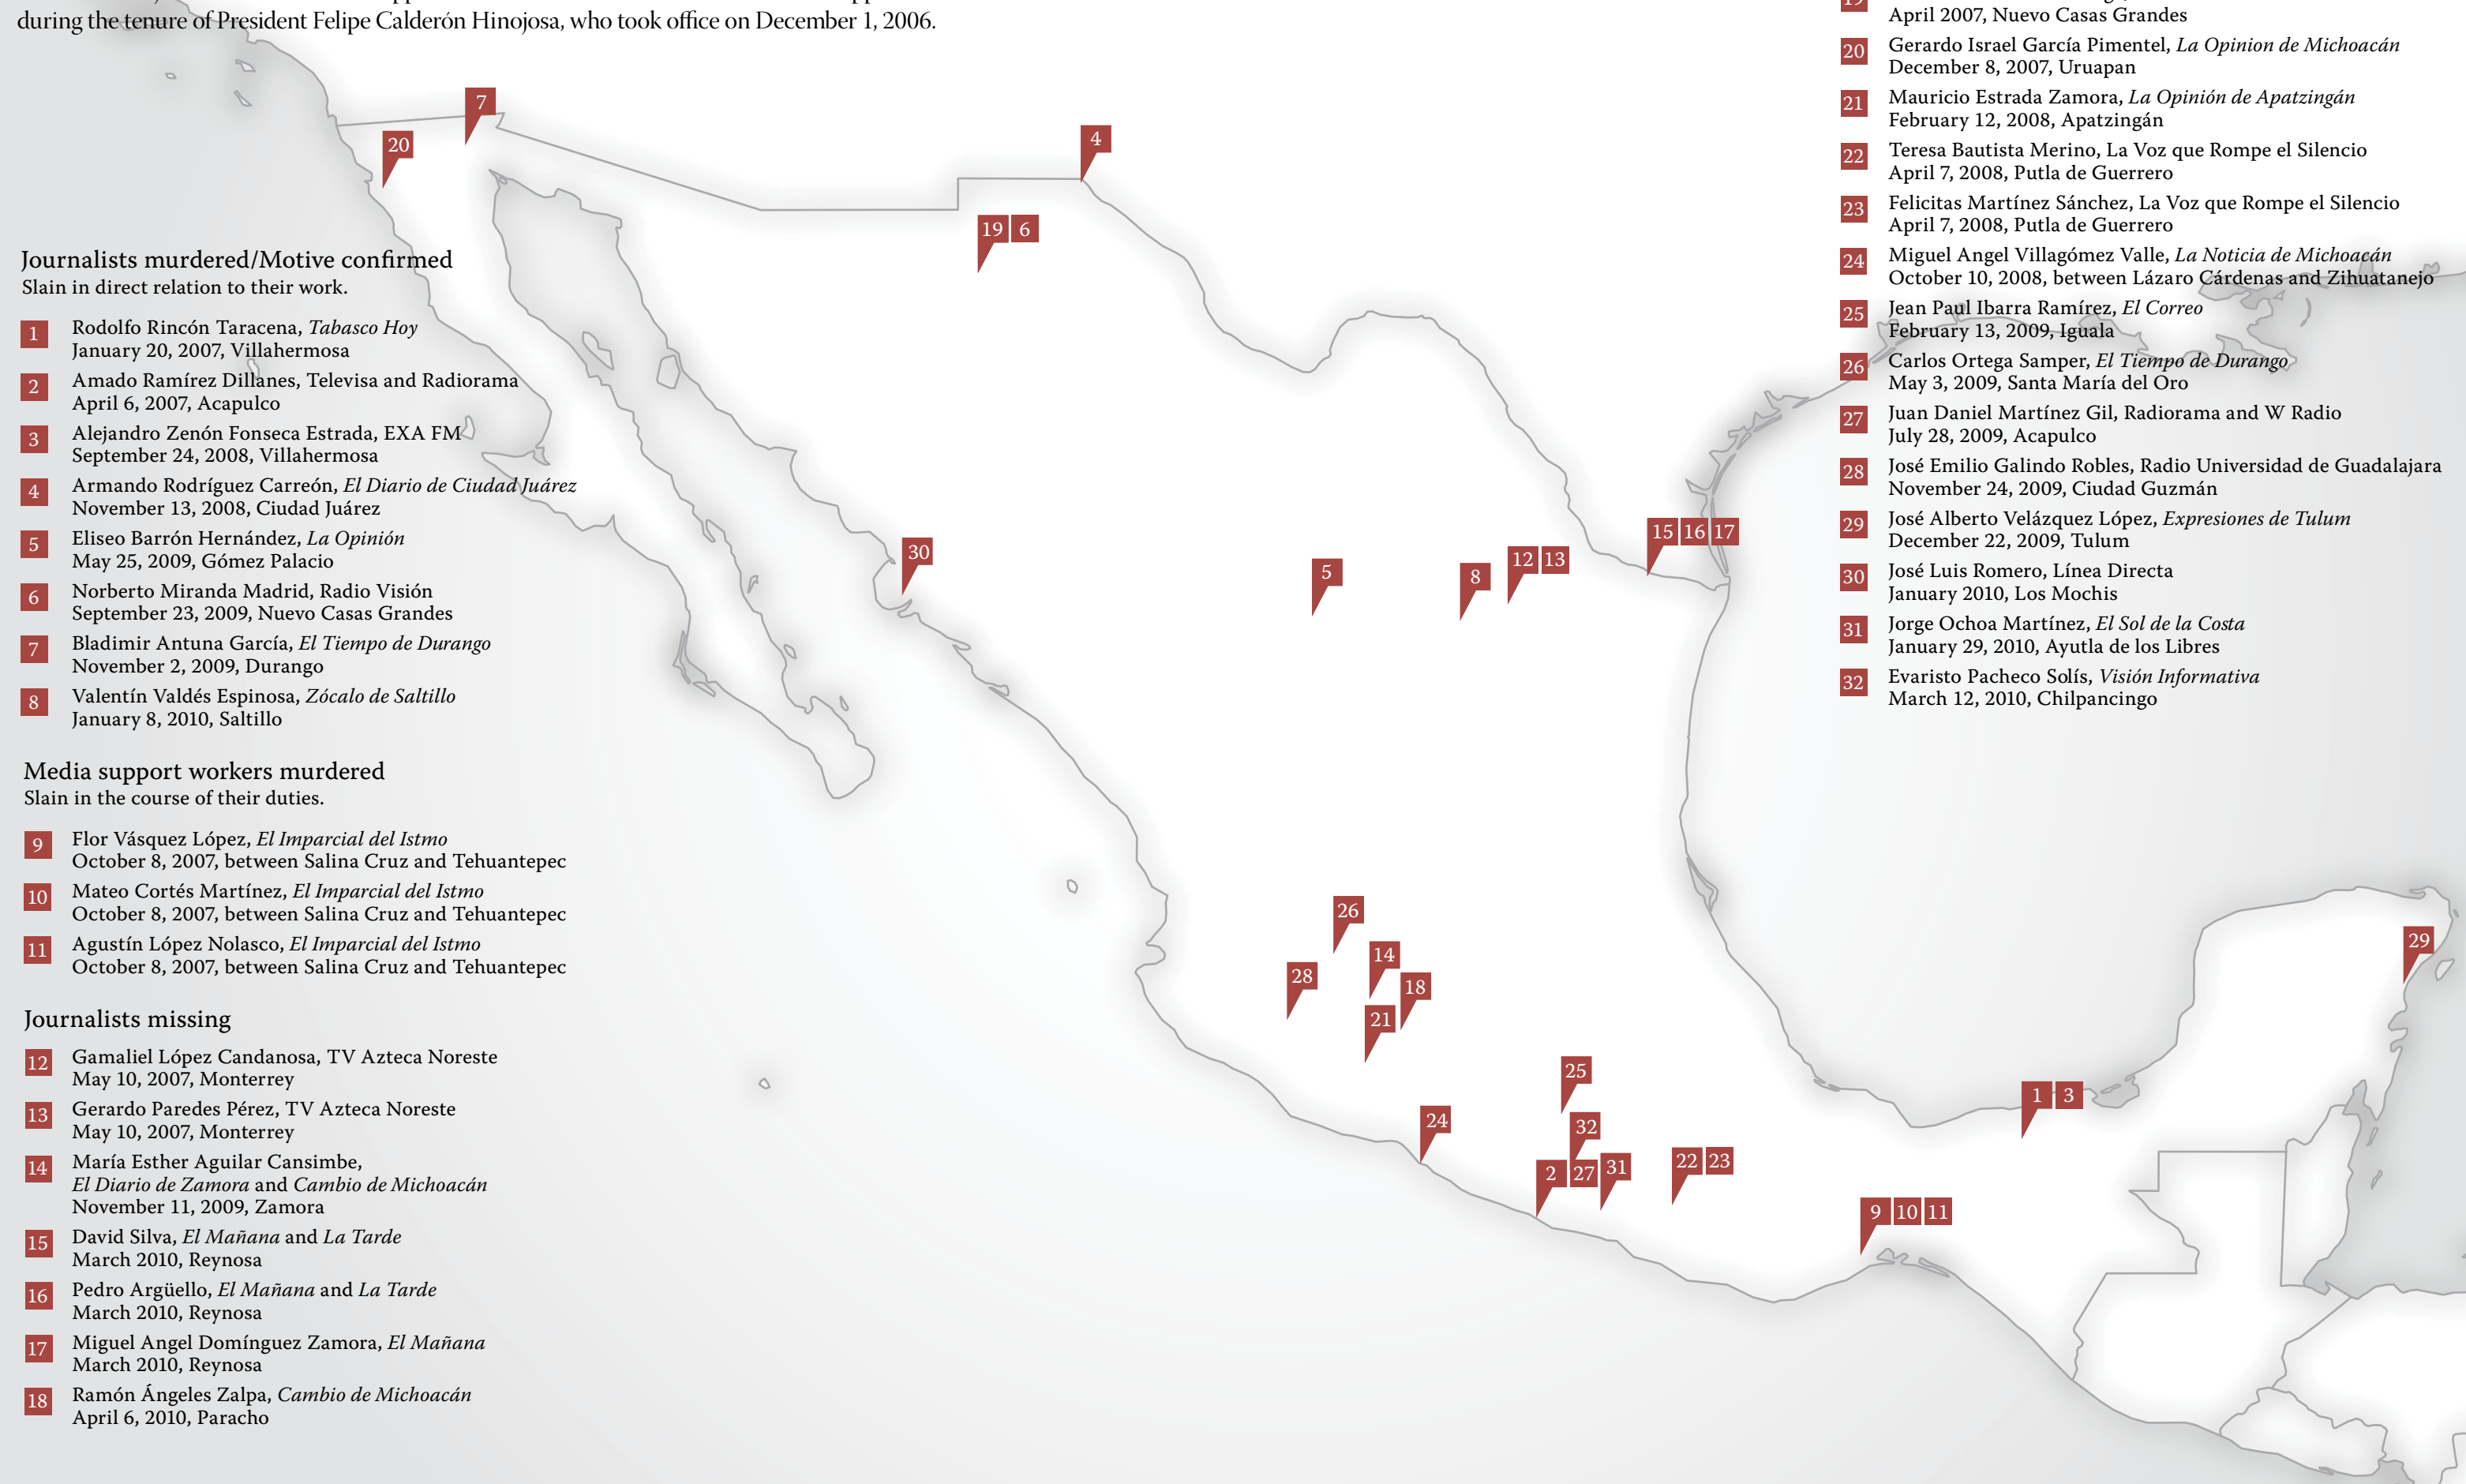 during the tenure of President Felipe Calderón Hinojosa, who took office on December 1, 2006.
Journalists murdered/Motive confirmed
Slain in direct relation to their work.
1 Rodolfo Rincón Taracena, Tabasco Hoy
January 20, 2007, Villahermosa
2 Amado Ramírez Dillanes, Televisa and Radiorama
April 6, 2007, Acapulco
3 Alejandro Zenón Fonseca Estrada, EXA FM
September 24, 2008, Villahermosa
4 Armando Rodríguez Carreón, El Diario de Ciudad Juárez
November 13, 2008, Ciudad Juárez
5 Eliseo Barrón Hernández, La Opinión
May 25, 2009, Gómez Palacio
6 Norberto Miranda Madrid, Radio Visión
September 23, 2009, Nuevo Casas Grandes
7 Bladimir Antuna García, El Tiempo de Durango
November 2, 2009, Durango
8 Valentín Valdés Espinosa, Zócalo de Saltillo
January 8, 2010, Saltillo
Media support workers murdered
Slain in the course of their duties.
9 Flor Vásquez López, El Imparcial del Istmo
October 8, 2007, between Salina Cruz and Tehuantepec
10 Mateo Cortés Martínez, El Imparcial del Istmo
October 8, 2007, between Salina Cruz and Tehuantepec
11 Agustín López Nolasco, El Imparcial del Istmo
October 8, 2007, between Salina Cruz and Tehuantepec
Journalists missing
12 Gamaliel López Candanosa, TV Azteca Noreste
May 10, 2007, Monterrey
13 Gerardo Paredes Pérez, TV Azteca Noreste
May 10, 2007, Monterrey
14 María Esther Aguilar Cansimbe,
El Diario de Zamora and Cambio de Michoacán
November 11, 2009, Zamora
15 David Silva, El Mañana and La Tarde
March 2010, Reynosa
16 Pedro Argüello, El Mañana and La Tarde
March 2010, Reynosa
17 Miguel Angel Domínguez Zamora, El Mañana
March 2010, Reynosa
18 Ramón Ángeles Zalpa, Cambio de Michoacán
April 6, 2010, Paracho
7
20
4
19 6
30
5
8
12 13
15 16 17
26
14
28
18
21
25
24
32
2 27 31
22 23
9 10 11
1 3
29
19
April 2007, Nuevo Casas Grandes
20 Gerardo Israel García Pimentel, La Opinion de Michoacán
December 8, 2007, Uruapan
21 Mauricio Estrada Zamora, La Opinión de Apatzingán
February 12, 2008, Apatzingán
22 Teresa Bautista Merino, La Voz que Rompe el Silencio
April 7, 2008, Putla de Guerrero
23 Felicitas Martínez Sánchez, La Voz que Rompe el Silencio
April 7, 2008, Putla de Guerrero
24 Miguel Angel Villagómez Valle, La Noticia de Michoacán
October 10, 2008, between Lázaro Cárdenas and Zihuatanejo
25 Jean Paul Ibarra Ramírez, El Correo
February 13, 2009, Iguala
26 Carlos Ortega Samper, El Tiempo de Durango
May 3, 2009, Santa María del Oro
27 Juan Daniel Martínez Gil, Radiorama and W Radio
July 28, 2009, Acapulco
28 José Emilio Galindo Robles, Radio Universidad de Guadalajara
November 24, 2009, Ciudad Guzmán
29 José Alberto Velázquez López, Expresiones de Tulum
December 22, 2009, Tulum
30 José Luis Romero, Línea Directa
January 2010, Los Mochis
31 Jorge Ochoa Martínez, El Sol de la Costa
January 29, 2010, Ayutla de los Libres
32 Evaristo Pacheco Solís, Visión Informativa
March 12, 2010, Chilpancingo